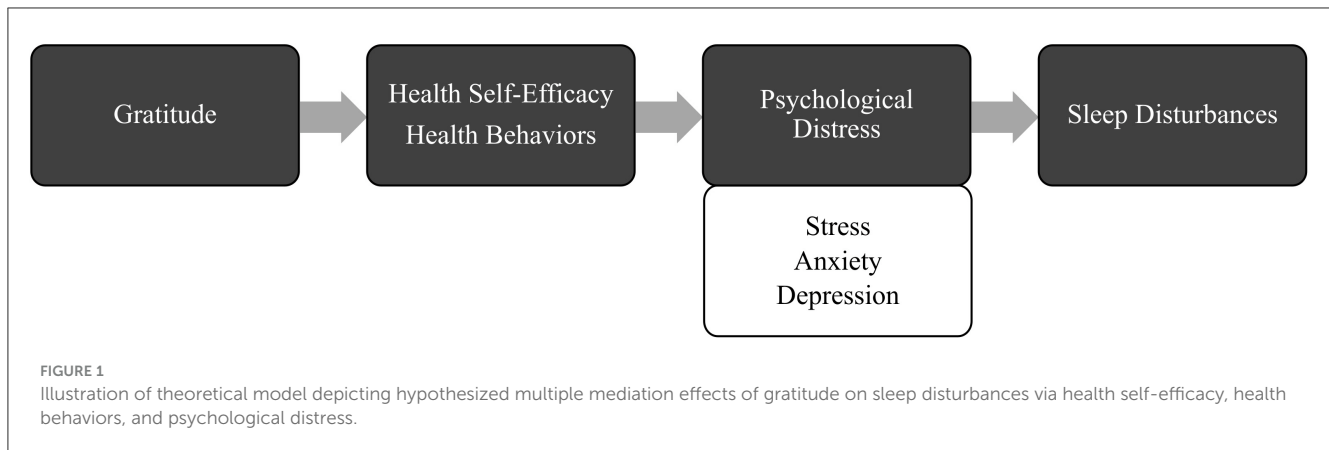 Gratitude
Health Self-Efficacy
Health Behaviors
Psychological
Distress
Sleep Disturbances
Stress
Anxiety
Depression
FIGURE 1
Illustration of theoretical model depicting hypothesized multiple mediation effects of gratitude on sleep disturbances via health self-efficacy, health
behaviors, and psychological distress.